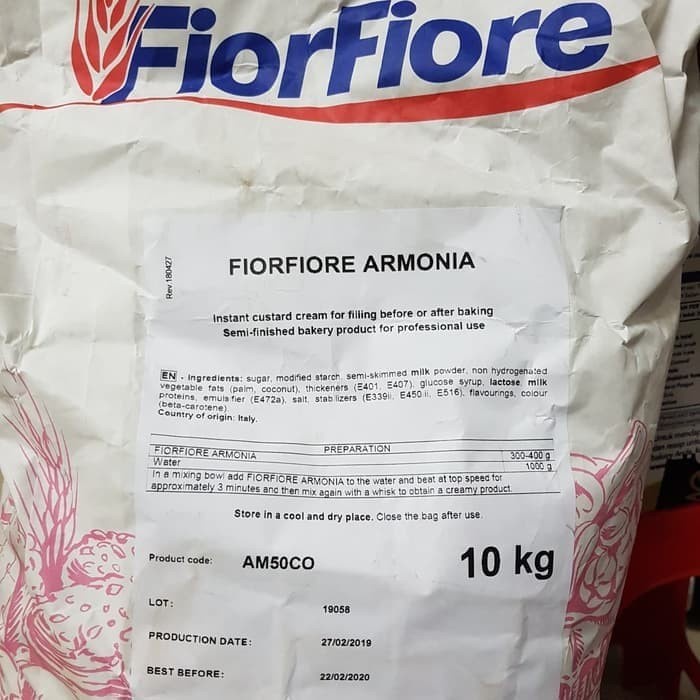 FiorFiore
Rev.180427
FIORFIORE ARMONIA
Instant custard cream for filling before or after baking
Semi-finished bakery product for professional use
EN - Ingredients: sugar, modified starch, semi-skimmed milk powder, non hydrogenated
vegetable fats (palm, coconut), thickeners (E401, E407), glucose syrup, lactose, milk
proteins, emulsifier (E472a), salt, stabilizers (E339ii, E450iii, E516), flavourings, colour
(beta-carotene)
Country of origin: Italy.
PREPARATION
FIORFIORE ARMONIA 300-400 g
Water 1000 g
In a mixing bowl add FIORFIORE ARMONIA to the water and beat at top speed for
approximately 3 minutes and then mix again with a whisk to obtain a creamy product.
Store in a cool and dry place. Close the bag after use.
Product code: AM50CO 10 kg
LOT: 19058
PRODUCTION DATE: 27/02/2019
BEST BEFORE: 22/02/2020